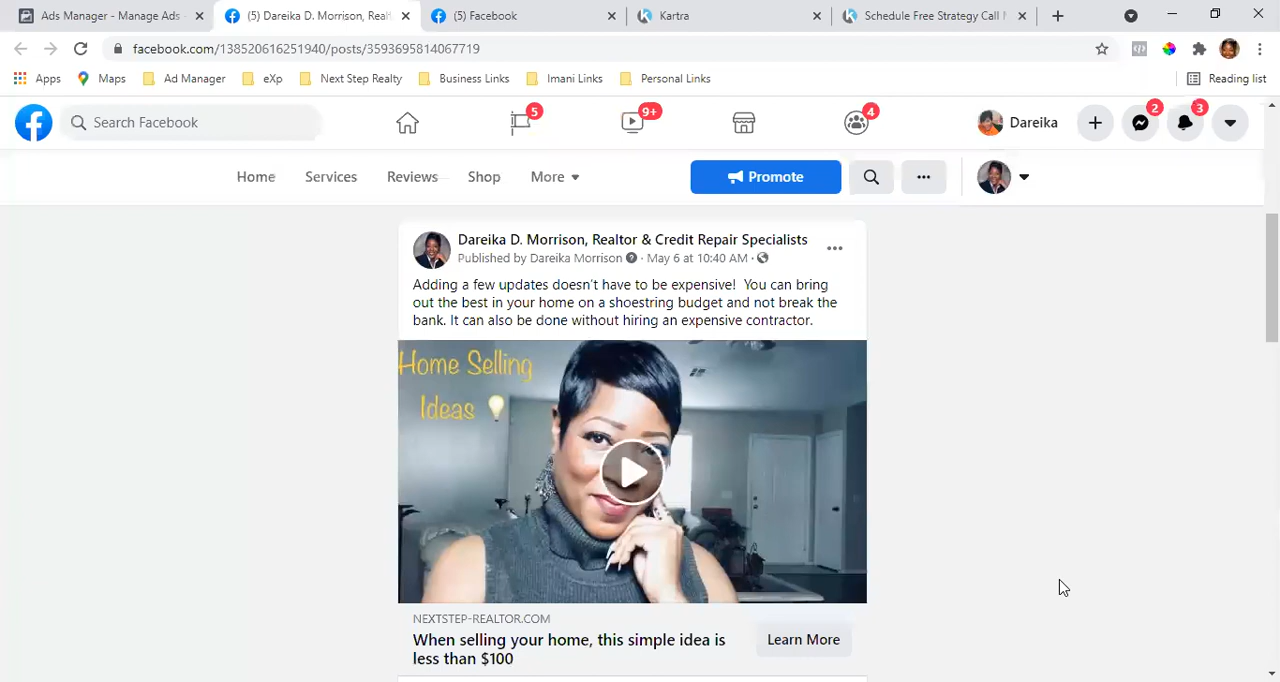 Ads Manager - Manage Ads
(5) Dareika D. Morrison, Real
(5) Facebook
Kartra
Schedule Free Strategy Call
facebook.com/138520616251940/posts/3593695814067719
Apps
Maps
Ad Manager
eXp
Next Step Realty
Business Links
Imani Links
Personal Links
Reading list
Search Facebook
5
9+
4
Dareika
2
3
Home
Services
Reviews
Shop
More
Promote
Dareika D. Morrison, Realtor & Credit Repair Specialists
Published by Dareika Morrison · May 6 at 10:40 AM ·
Adding a few updates doesn't have to be expensive! You can bring
out the best in your home on a shoestring budget and not break the
bank. It can also be done without hiring an expensive contractor.
Home Selling
Ideas
NEXTSTEP-REALTOR.COM
When selling your home, this simple idea is
less than $100
Learn More